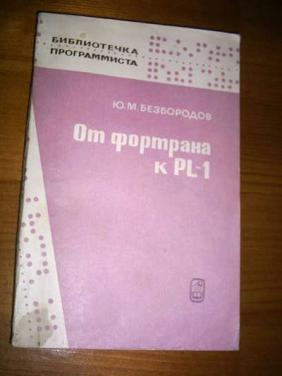 БИБЛИОТЕЧКА
ПРОГРАММИСТА
Ю. М. БЕЗБОРОДОВ
От фортрана
к PL-1